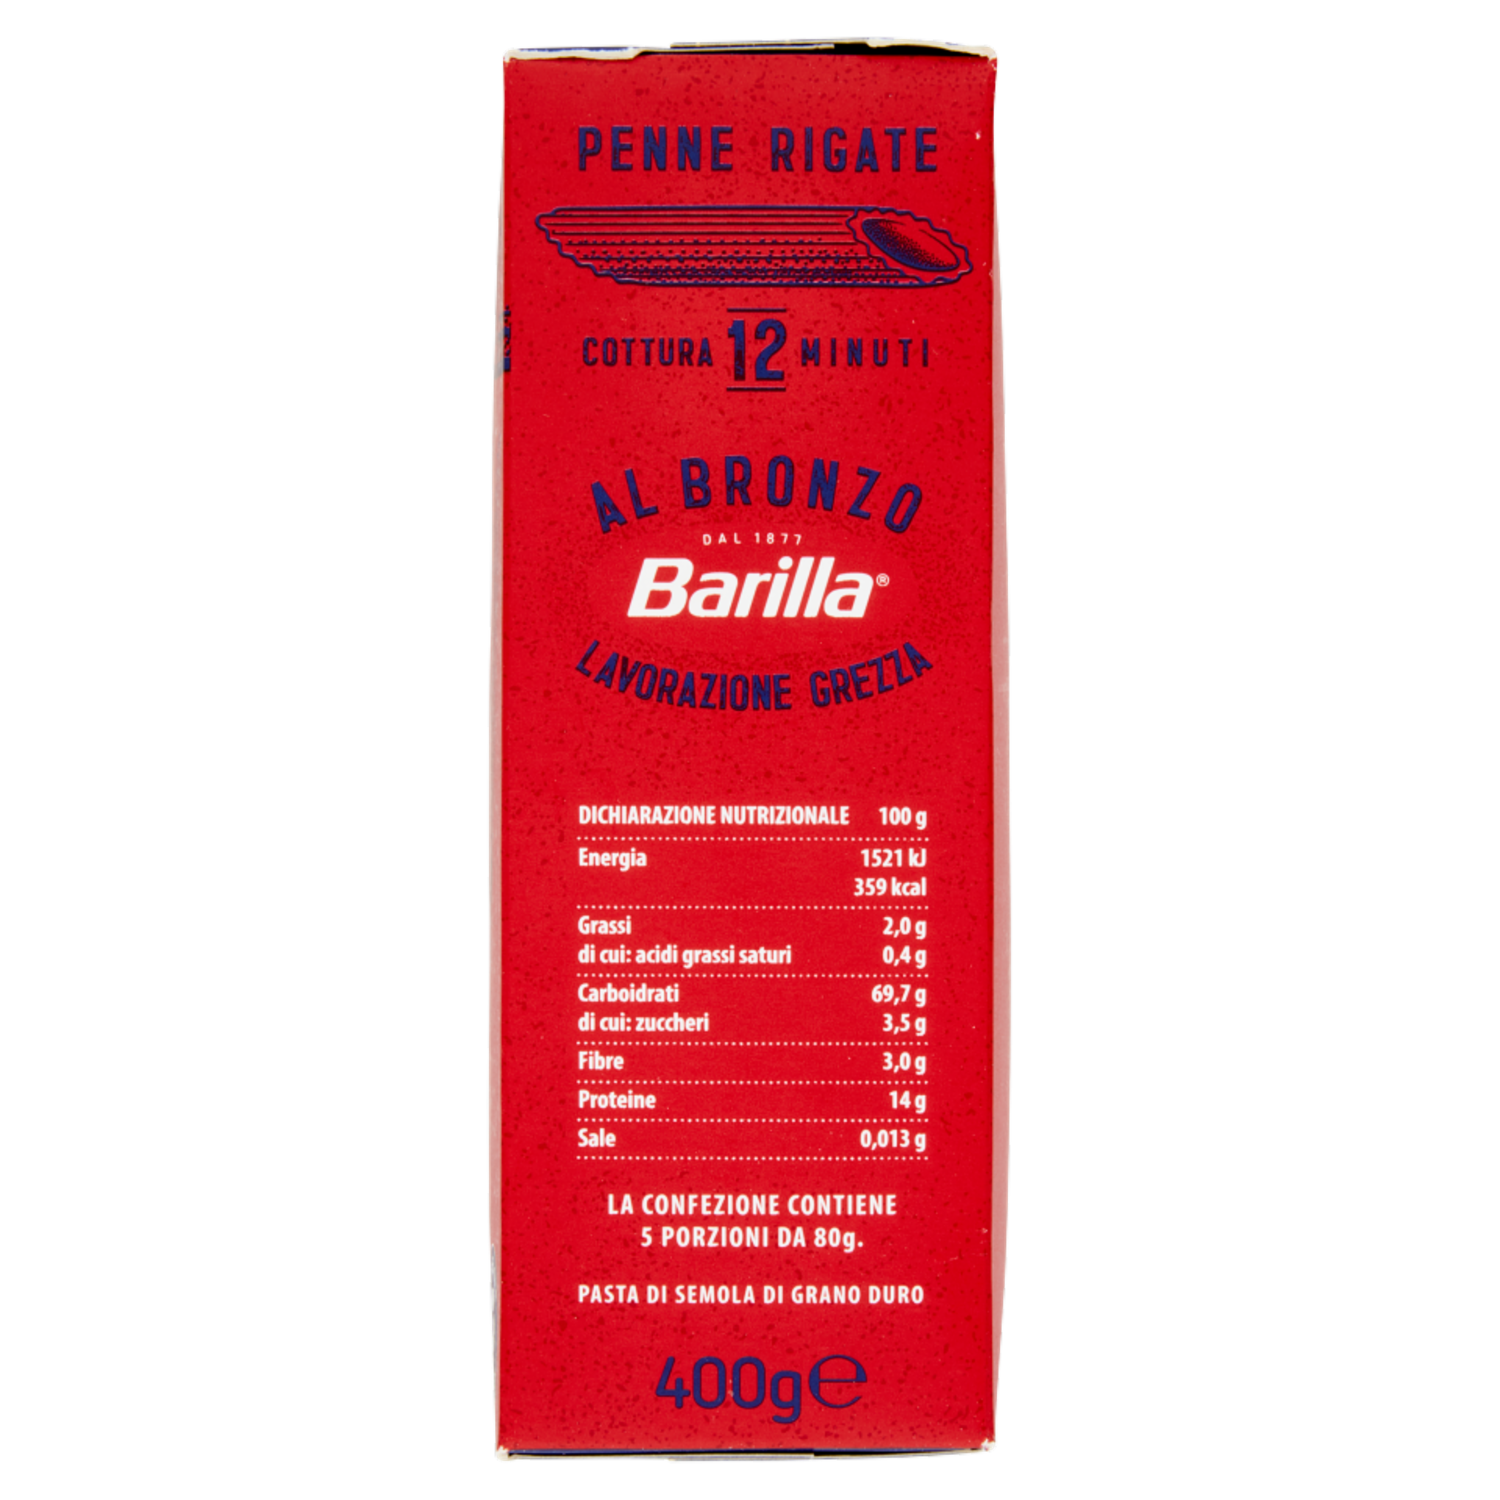 PENNE RIGATE
COTTURA 12 MINUTI
AL BRONZO
DAL 1877
Barilla®
LAVORAZIONE GREZZA
DICHIARAZIONE NUTRIZIONALE 100 g
Energia 1521 kJ
359 kcal
Grassi 2,0 g
di cui: acidi grassi saturi 0,4 g
Carboidrati 69,7 g
di cui: zuccheri 3,5 g
Fibre 3,0 g
Proteine 14 g
Sale 0,013 g
LA CONFEZIONE CONTIENE
5 PORZIONI DA 80g.
PASTA DI SEMOLA DI GRANO DURO
400g℮